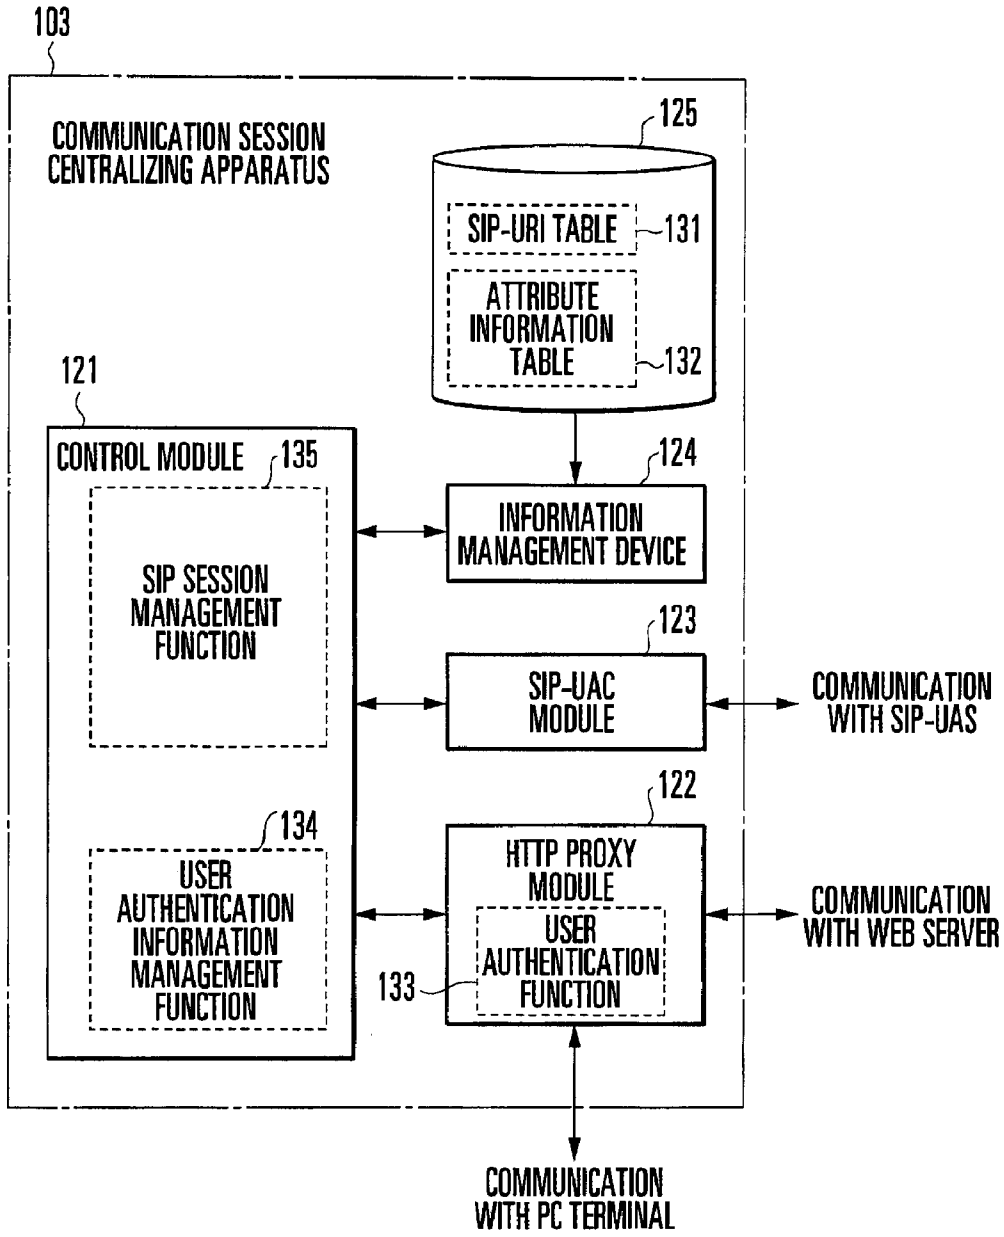 103
COMMUNICATION SESSION
CENTRALIZING APPARATUS
125
SIP-URI TABLE
131
ATTRIBUTE
INFORMATION
TABLE
132
121
CONTROL MODULE
135
SIP SESSION
MANAGEMENT
FUNCTION
124
INFORMATION
MANAGEMENT DEVICE
123
SIP-UAC
MODULE
COMMUNICATION
WITH SIP-UAS
134
USER
AUTHENTICATION
INFORMATION
MANAGEMENT
FUNCTION
122
HTTP PROXY
MODULE
USER
AUTHENTICATION
FUNCTION
133
COMMUNICATION
WITH WEB SERVER
COMMUNICATION
WITH PC TERMINAL